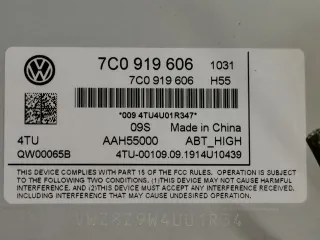 7C0 919 606 1031
7C0 919 606 H55
*009 4TU4U01R347*
09S Made in China
4TU AAH55000 ABT_HIGH
QW00065B 4TU-00109.09.1914U10439
THIS DEVICE COMPLIES WITH PART 15 OF THE FCC RULES. OPERATION IS SUBJECT
TO THE FOLLOWING TWO CONDITIONS: (1) THIS DEVICE MAY NOT CAUSE
HARMFUL INTERFERENCE, AND (2) THIS DEVICE MUST ACCEPT ANY INTERFERENCE
RECEIVED, INCLUDING INTERFERENCE THAT MAY CAUSE UNDESIRED OPERATION